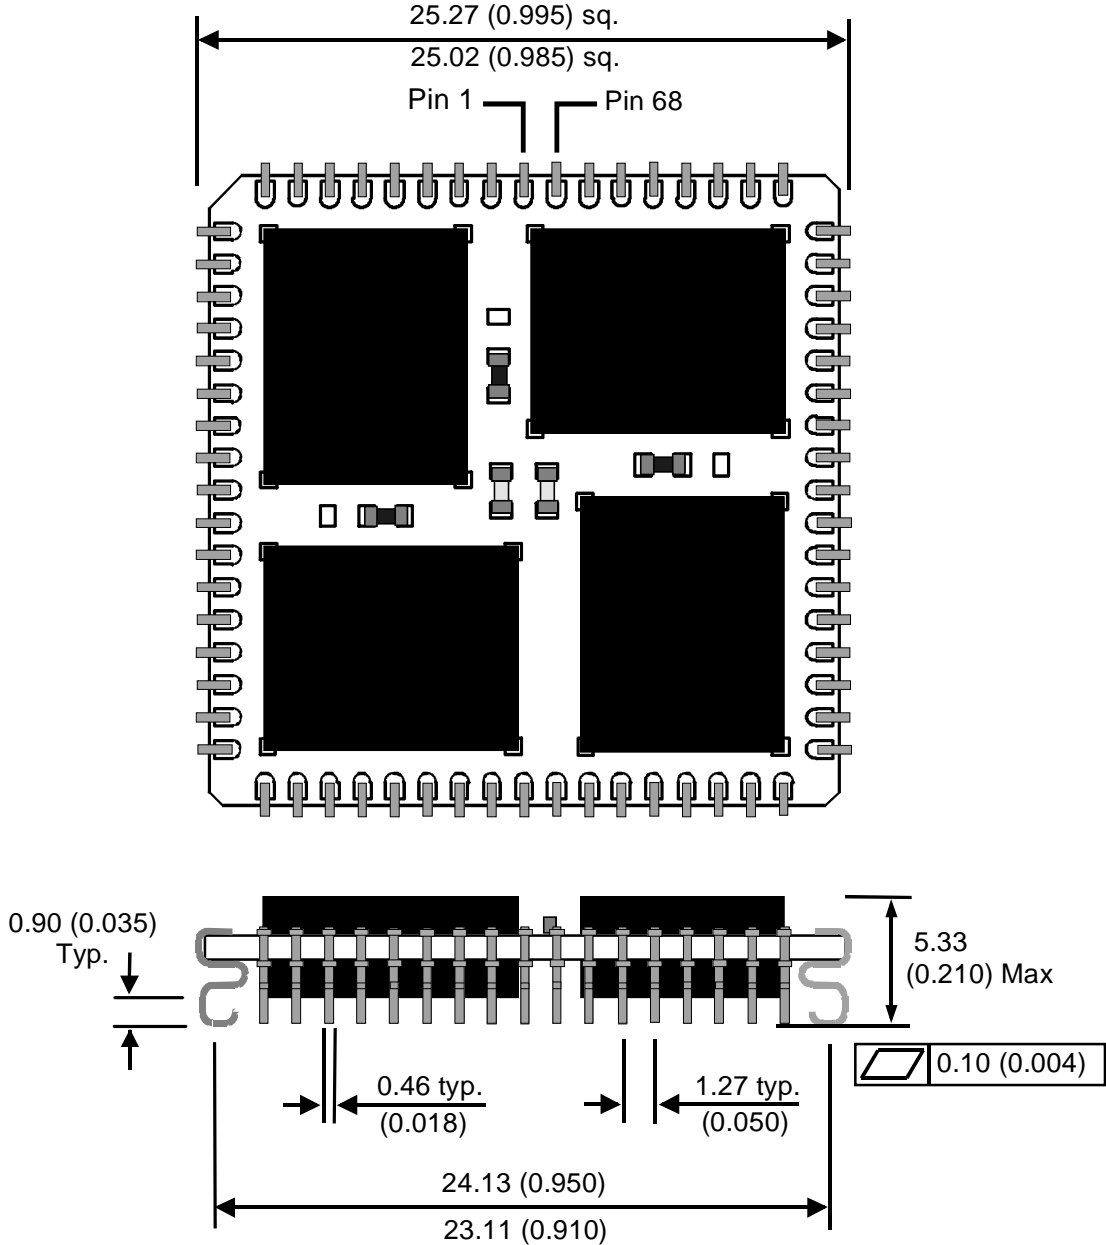 25.27 (0.995) sq.
25.02 (0.985) sq.
Pin 1
Pin 68
0.90 (0.035)
Typ.
5.33
(0.210) Max
0.10 (0.004)
0.46 typ.
(0.018)
1.27 typ.
(0.050)
24.13 (0.950)
23.11 (0.910)